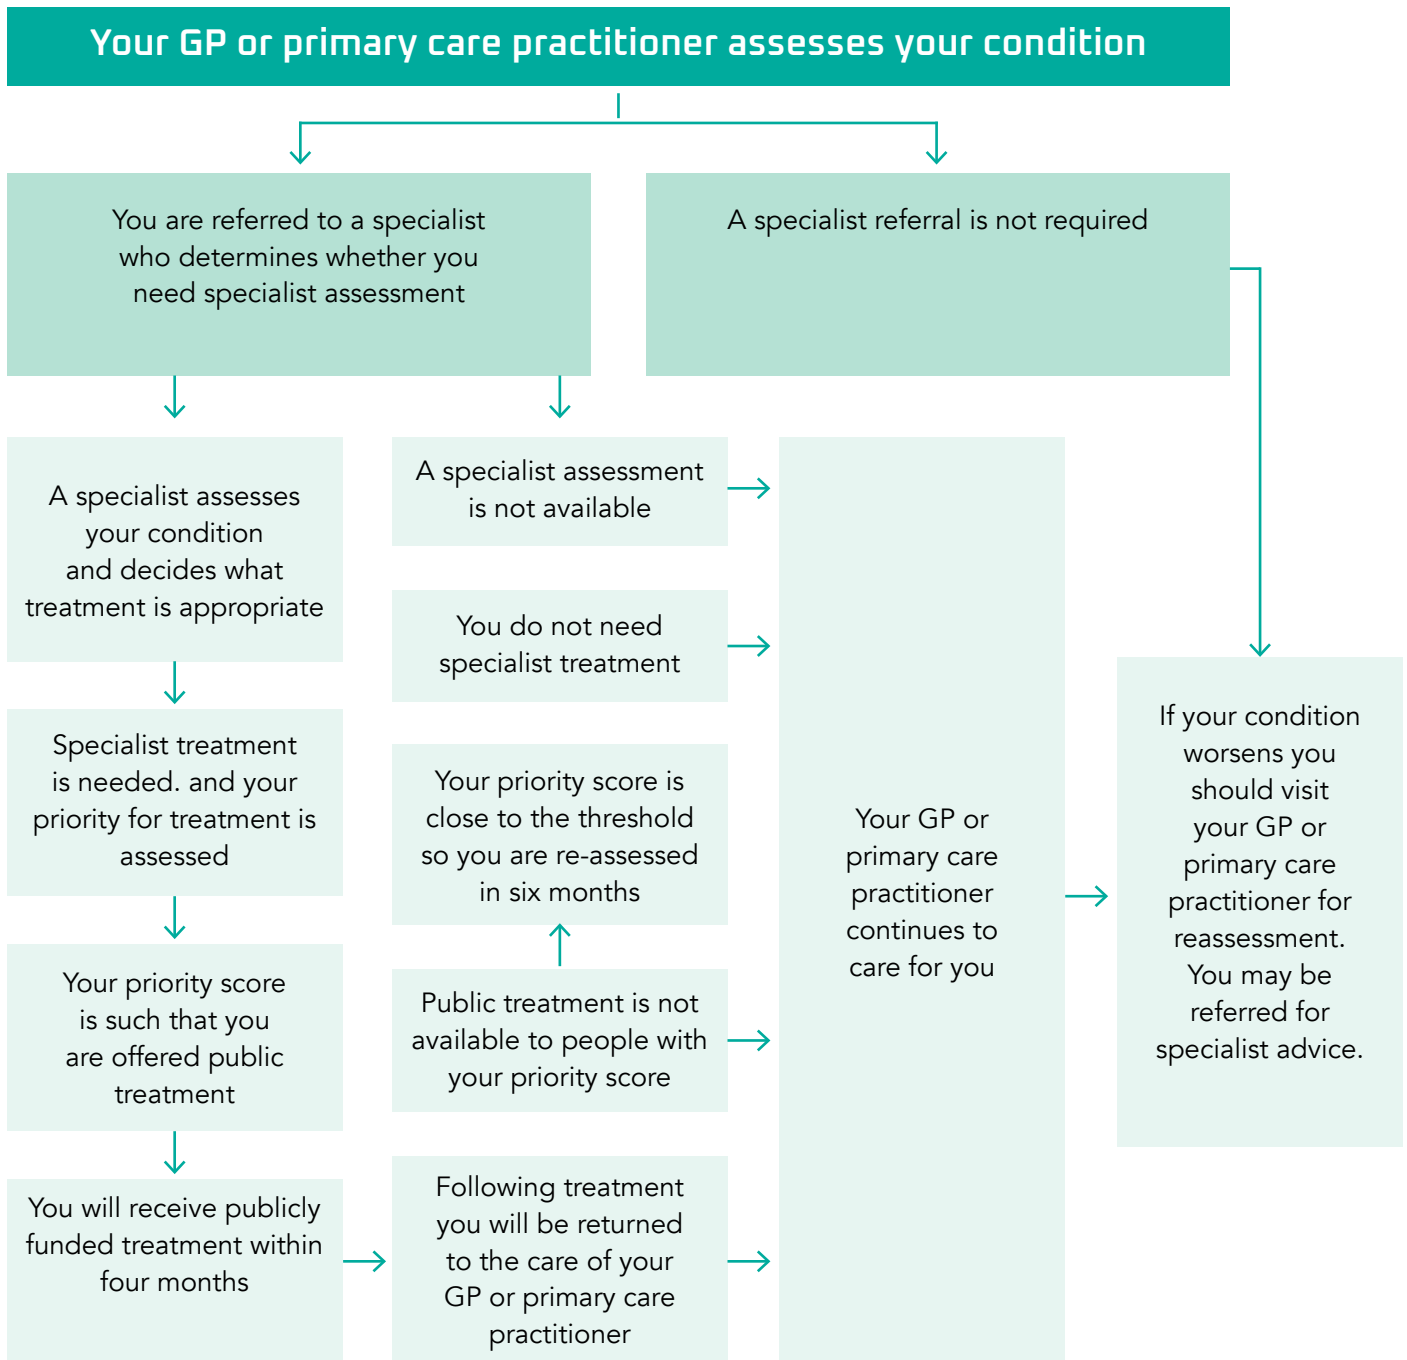 Your GP or primary care practitioner assesses your condition
You are referred to a specialist
who determines whether you
need specialist assessment
A specialist referral is not required
A specialist assesses
your condition
and decides what
treatment is appropriate
A specialist assessment
is not available
You do not need
specialist treatment
Specialist treatment
is needed. and your
priority for treatment is
assessed
Your priority score is
close to the threshold
so you are re-assessed
in six months
Your priority score
is such that you
are offered public
treatment
Public treatment is not
available to people with
your priority score
You will receive publicly
funded treatment within
four months
Following treatment
you will be returned
to the care of your
GP or primary care
practitioner
Your GP or
primary care
practitioner
continues to
care for you
If your condition
worsens you
should visit
your GP or
primary care
practitioner for
reassessment.
You may be
referred for
specialist advice.